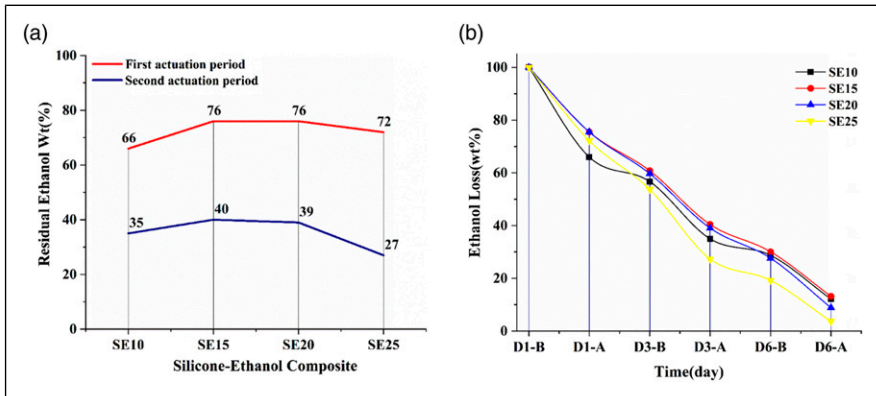 (a)
100
80
60
40
20
0
Residual Ethanol Wt(%)
First actuation period
Second actuation period
66
76
76
72
35
40
39
27
SE10
SE15
SE20
SE25
Silicone-Ethanol Composite
(b)
100
80
60
40
20
0
Ethanol Loss(wt%)
SE10
SE15
SE20
SE25
D1-B
D1-A
D3-B
D3-A
D6-B
D6-A
Time(day)